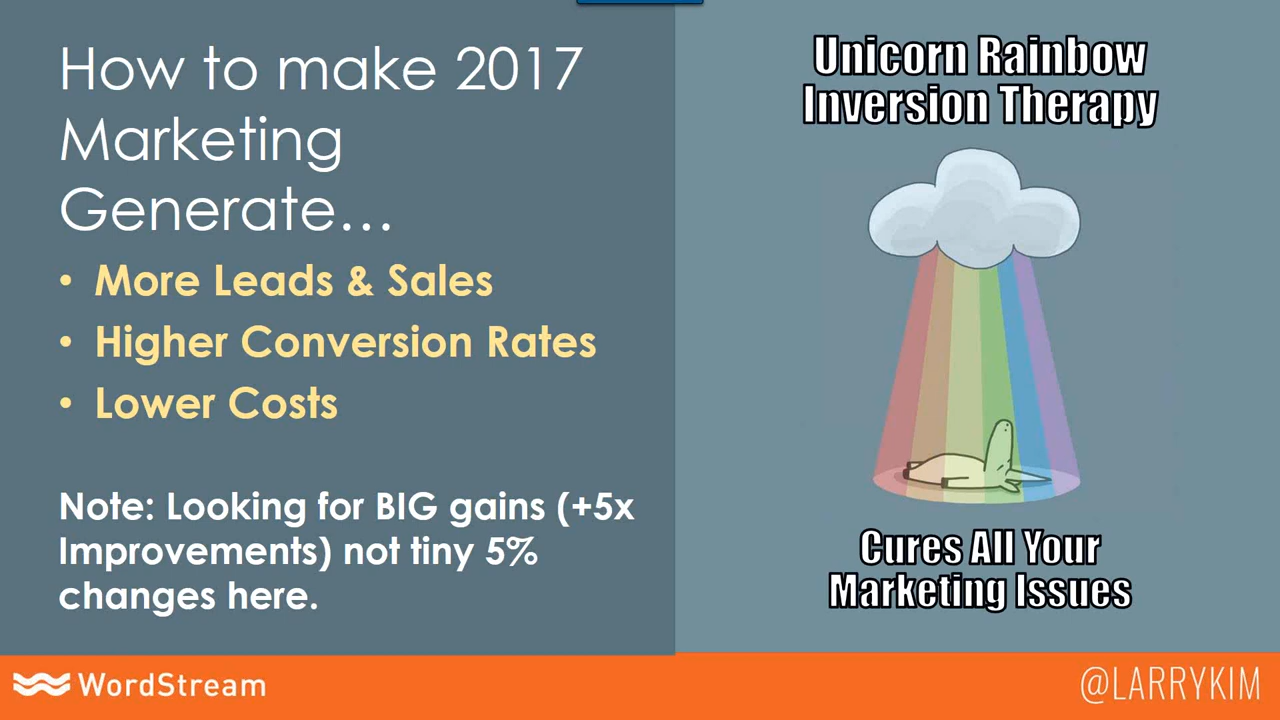 How to make 2017
Marketing
Generate…
• More Leads & Sales
• Higher Conversion Rates
• Lower Costs
Note: Looking for BIG gains (+5x
Improvements) not tiny 5%
changes here.
Unicorn Rainbow
Inversion Therapy
Cures All Your
Marketing Issues
WordStream
@LARRYKIM